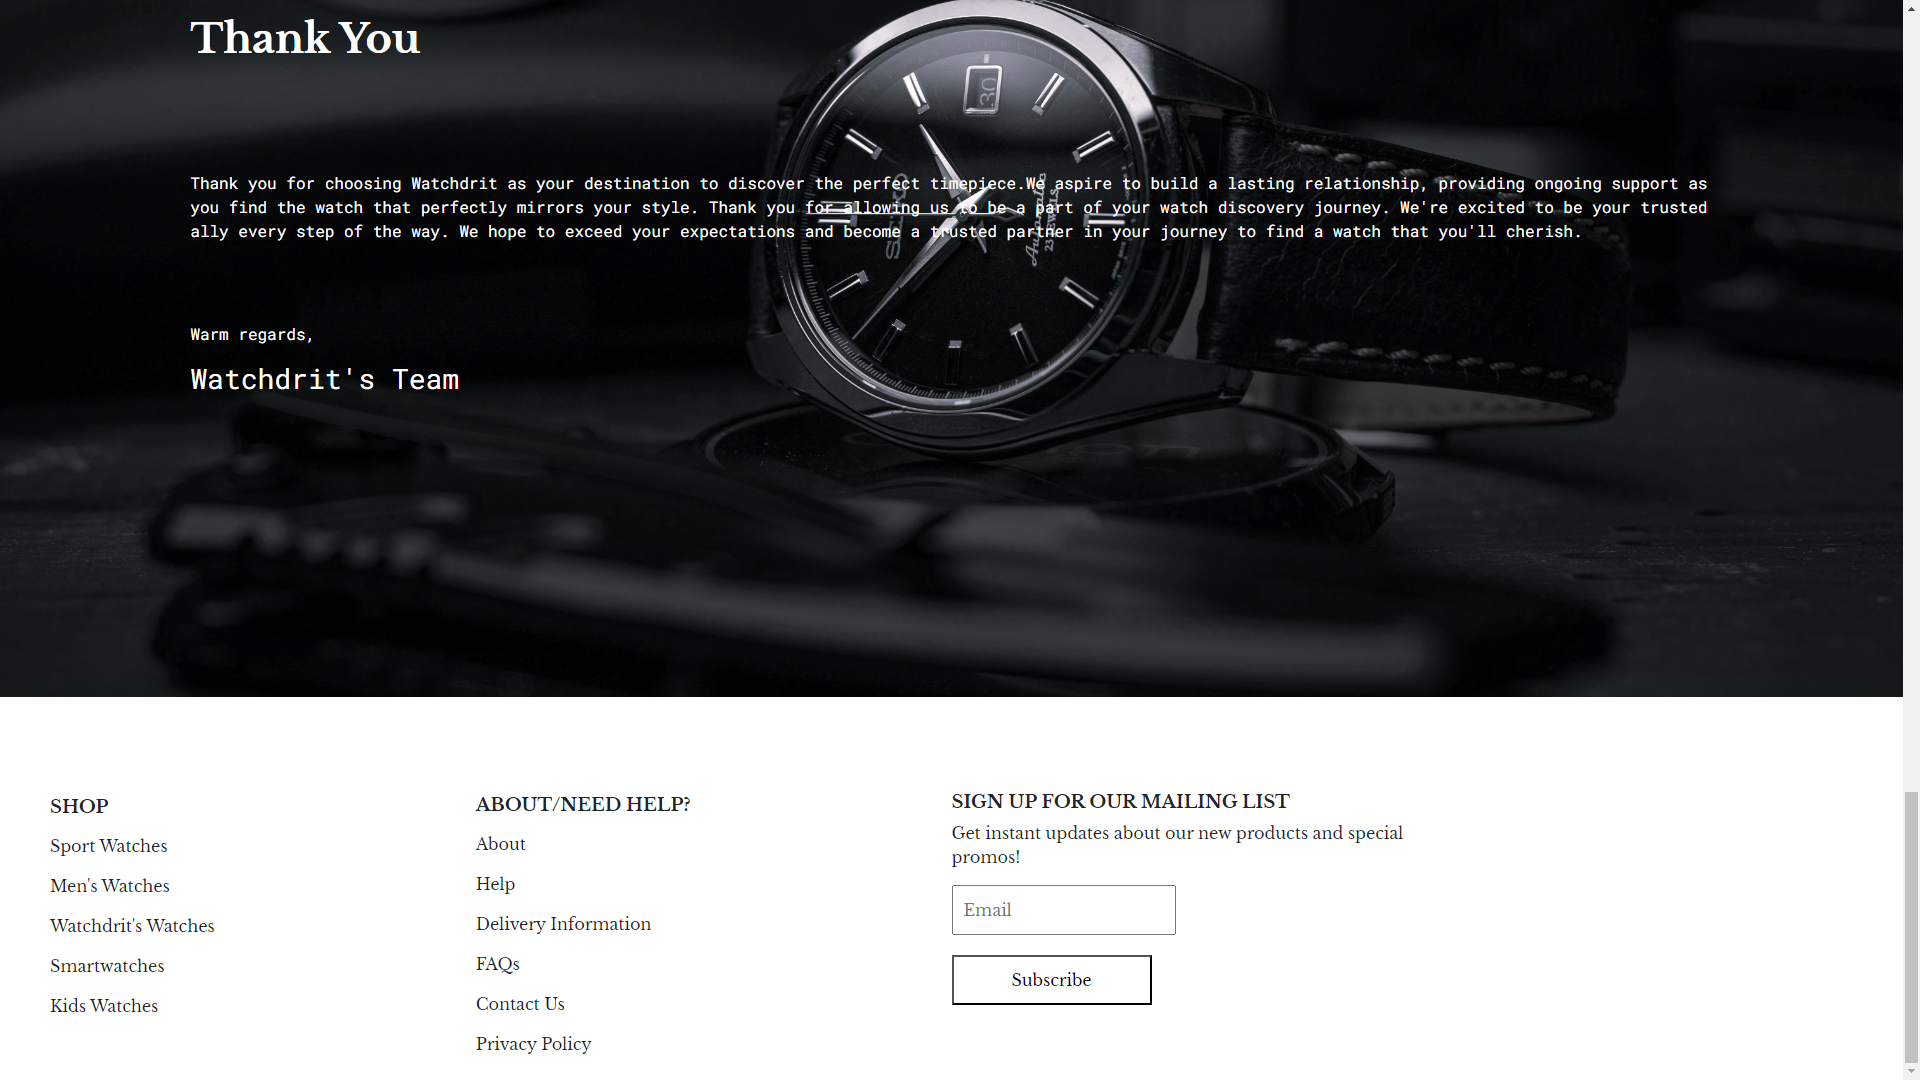 Thank You
30
Thank you for choosing Watchdrit as your destination to discover the perfect timepiece.We aspire to build a lasting relationship, providing ongoing support as
you find the watch that perfectly mirrors your style. Thank you for allowing us to be a part of your watch discovery journey. We're excited to be your trusted
ally every step of the way. We hope to exceed your expectations and become a trusted partner in your journey to find a watch that you'll cherish.
SEIKO
Automatic
23 Jewels
Warm regards,
Watchdrit's Team
SHOP
Sport Watches
Men's Watches
Watchdrit's Watches
Smartwatches
Kids Watches
ABOUT/NEED HELP?
About
Help
Delivery Information
FAQs
Contact Us
Privacy Policy
SIGN UP FOR OUR MAILING LIST
Get instant updates about our new products and special
promos!
Email
Subscribe